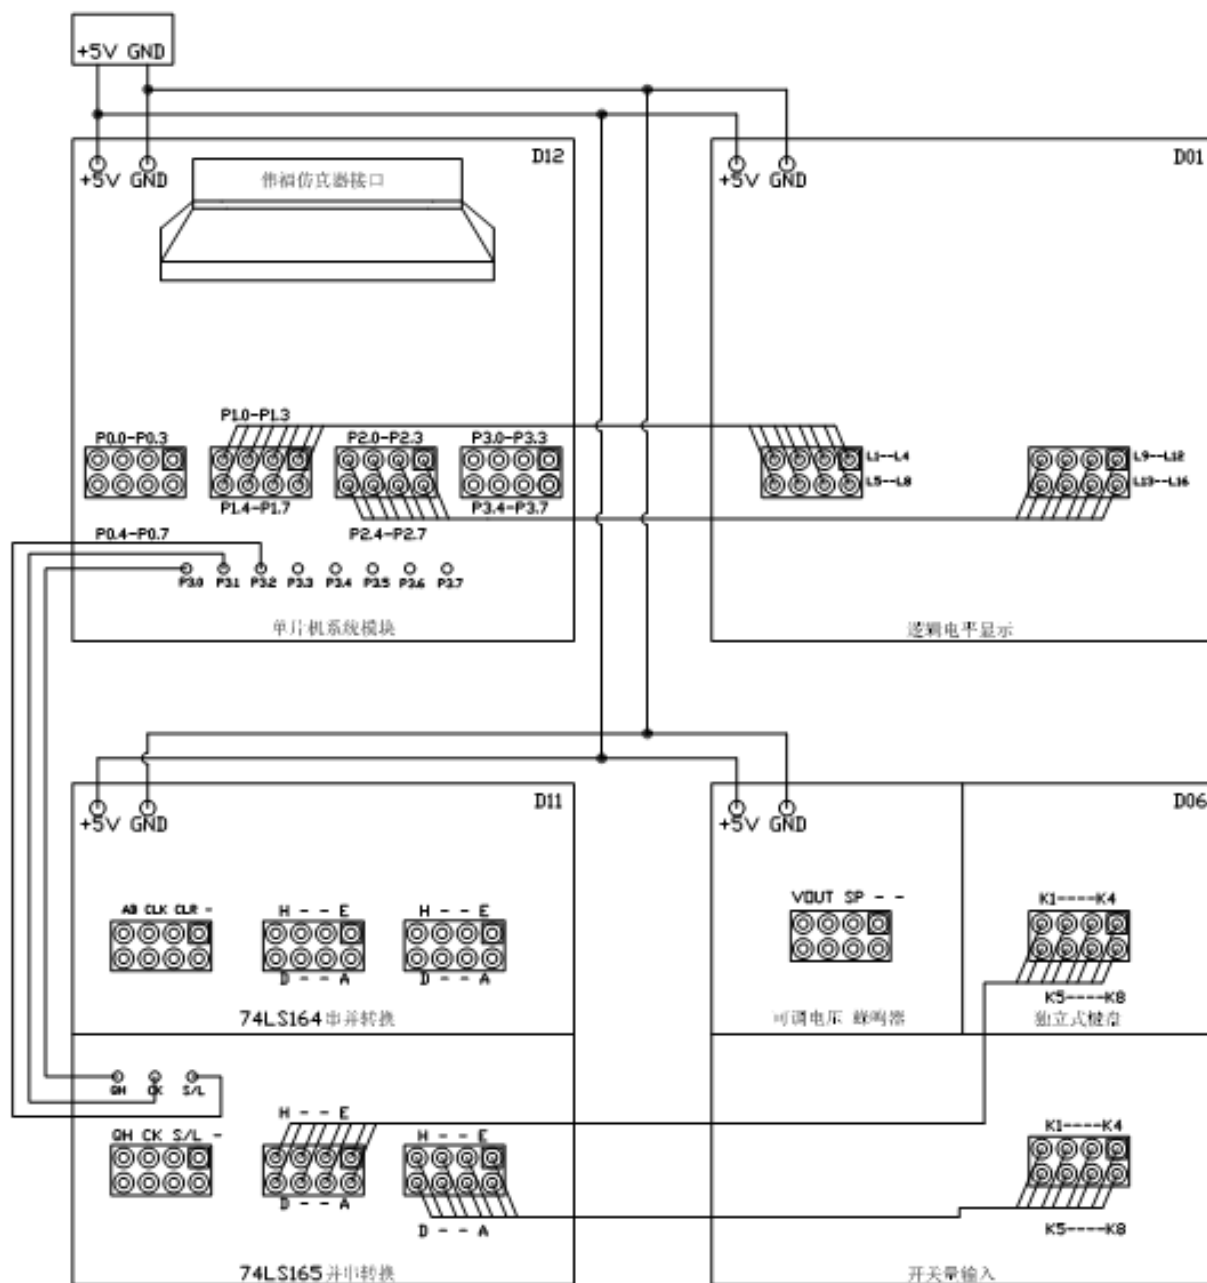 +5V GND
D12
D01
+5V GND
伟福仿真器接口
+5V GND
P1.0-P1.3
P0.0-P0.3
P2.0-P2.3
P3.0-P3.3
L1--L4
L9--L12
L5--L8
L13--L16
P1.4-P1.7
P3.4-P3.7
P0.4-P0.7
P2.4-P2.7
P3.0 P3.1 P3.2 P3.3 P3.4 P3.5 P3.6 P3.7
单片机系统模块
逻辑电平显示
D11
D06
+5V GND
+5V GND
VOUT SP - -
K1----K4
AB CLK CLR -
H - - E
H - - E
D - - A
D - - A
K5----K8
74LS164串并转换
可调电压 蜂鸣器
独立式键盘
QH CK S/L
H - - E
K1----K4
QH CK S/L -
H - - E
D - - A
D - - A
K5----K8
74LS165并串转换
开关量输入